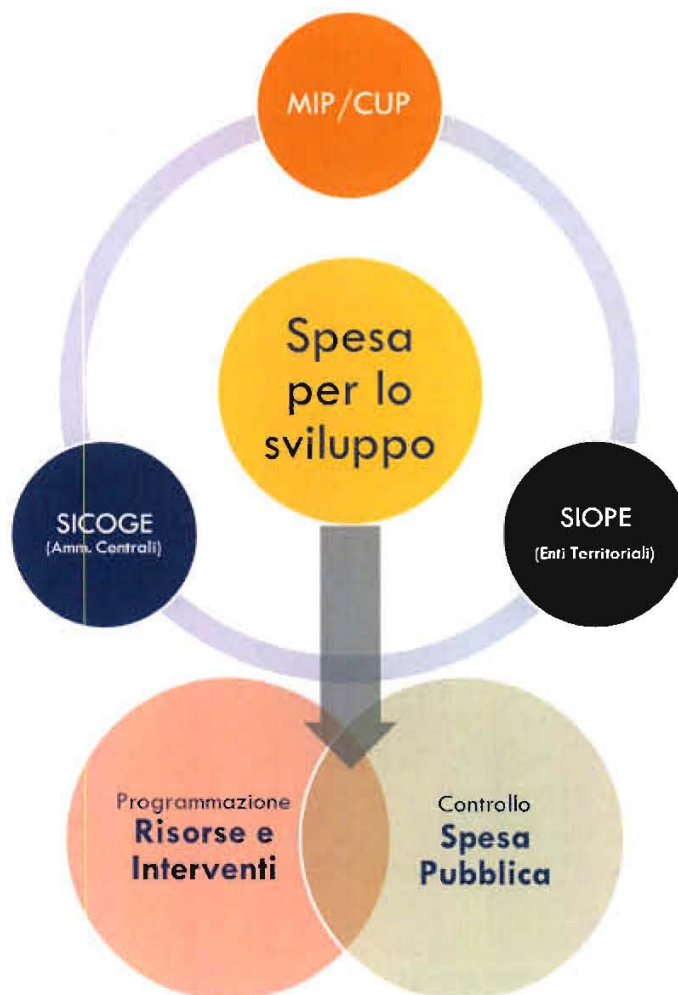 MIP/CUP
Spesa
per lo
sviluppo
SICOGE
(Amm. Centrali)
SIOPE
(Enti Territoriali)
Programmazione
Risorse e
Interventi
Controllo
Spesa
Pubblica